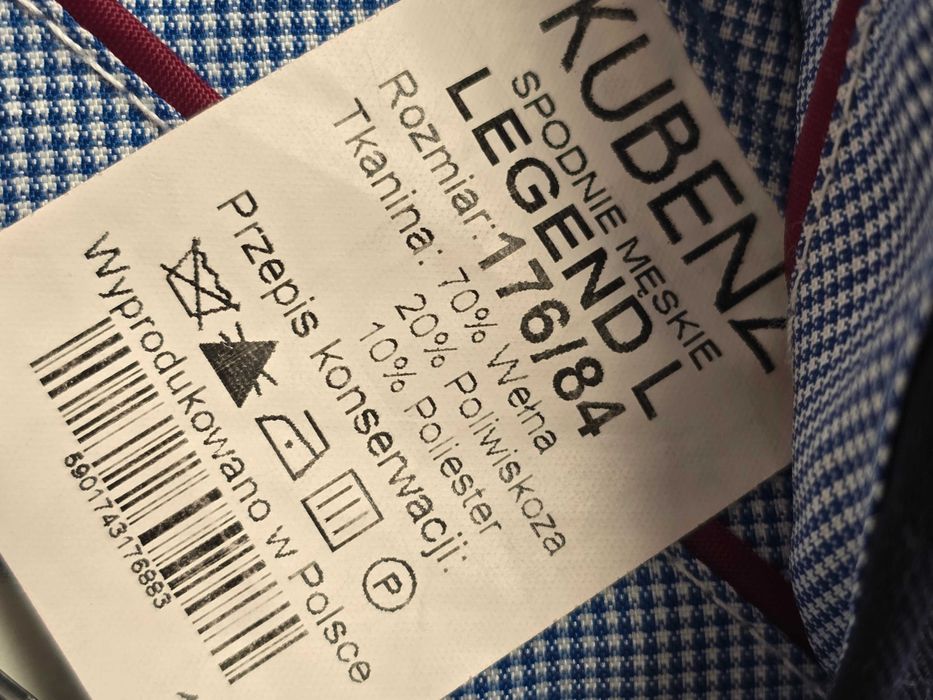 KUBENZ
SPODNIE MĘSKIE
LEGEND L
Rozmiar:176/84
Tkanina: 70% Wełna
20% Poliwiskoza
10% Poliester
Przepis konserwacji:
P
Wyprodukowano w Polsce
5901743176883